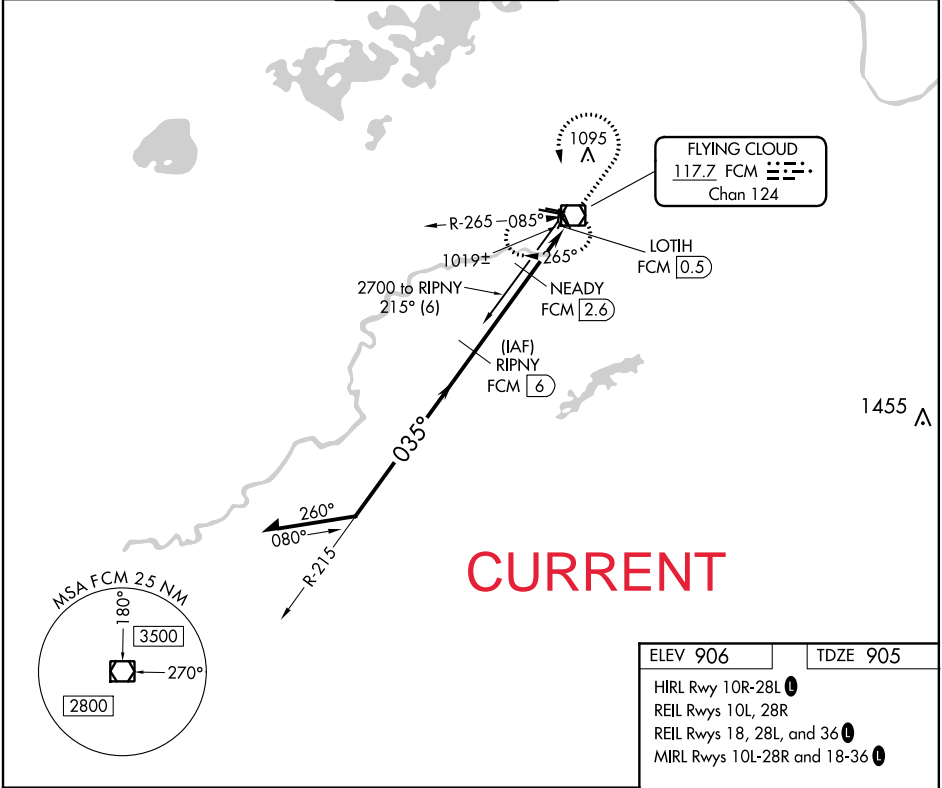 1095
FLYING CLOUD
117.7 FCM
Chan 124
R-265
085°
LOTIH
FCM 0.5
1019±
265°
2700 to RIPNY
215° (6)
NEADY
FCM 2.6
(IAF)
RIPNY
FCM 6
1455
035°
260°
080°
R-215
CURRENT
MSA FCM 25 NM
180°
3500
270°
2800
ELEV 906
TDZE 905
HIRL Rwy 10R-28L L
REIL Rwys 10L, 28R
REIL Rwys 18, 28L, and 36 L
MIRL Rwys 10L-28R and 18-36 L